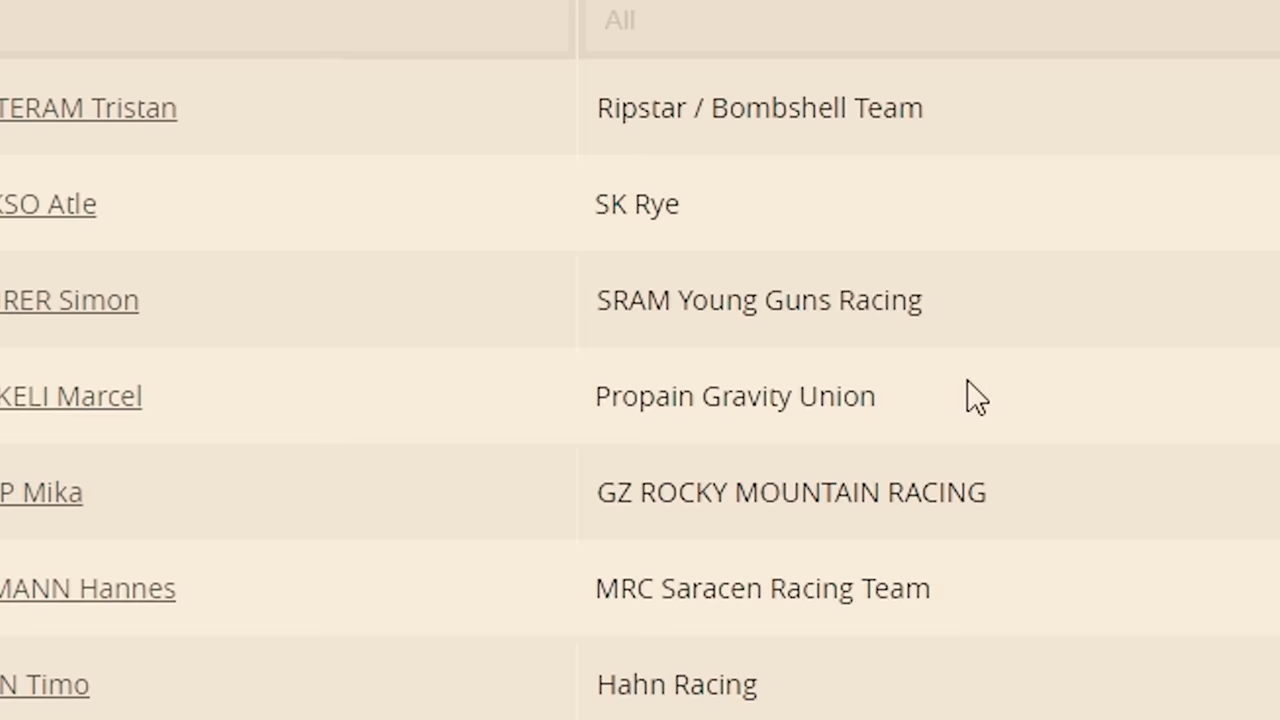 All
TERAM Tristan Ripstar / Bombshell Team
KSO Atle SK Rye
RER Simon SRAM Young Guns Racing
KELI Marcel Propain Gravity Union
P Mika GZ ROCKY MOUNTAIN RACING
MANN Hannes MRC Saracen Racing Team
N Timo Hahn Racing